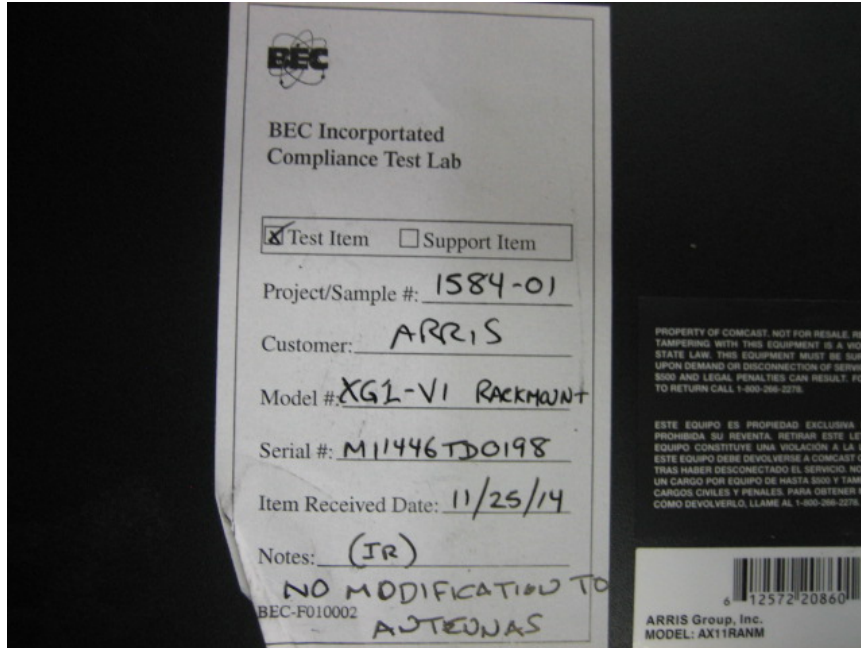 BEC
BEC Incorportated
Compliance Test Lab
X Test Item Support Item
Project/Sample #: 1584-01
Customer: ARRIS
Model #: XG1-V1 RACKMOUNT
Serial #: M11446TD0198
Item Received Date: 11/25/14
Notes: (IR)
NO MODIFICATION TO
BEC-F010002
ANTENNAS
PROPERTY OF COMCAST. NOT FOR RESALE.
TAMPERING WITH THIS EQUIPMENT IS A
STATE LAW. THIS EQUIPMENT MUST BE
UPON DEMAND OR DISCONNECTION OF
$500 AND LEGAL PENALTIES CAN RESULT.
TO RETURN CALL 1-800-266-2278.
ESTE EQUIPO ES PROPIEDAD EXCLUSIVA
PROHIBIDA SU REVENTA. RETIRAR ESTE
EQUIPO CONSTITUYE UNA VIOLACIÓN A LA
ESTE EQUIPO DEBE DEVOLVERSE A COMCAST
TRAS HABER DESCONECTADO EL SERVICIO.
UN CARGO POR EQUIPO DE HASTA $500 Y
CARGOS CIVILES Y PENALES. PARA OBTENER
CÓMO DEVOLVERLO, LLAME AL 1-800-266-2278.
6 12572 20860
ARRIS Group, Inc.
MODEL: AX11RANM